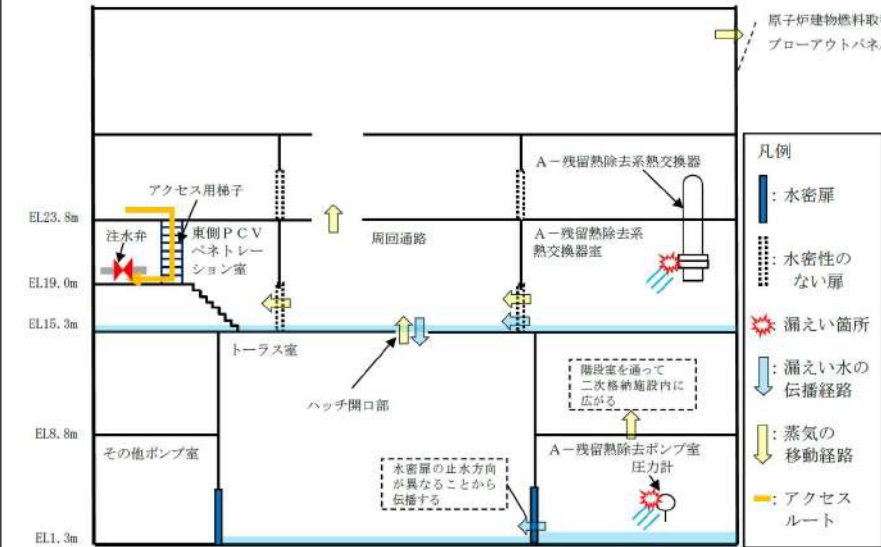 原子炉建物燃料取
ブローアウトパネ
A－残留熱除去系熱交換器
凡例
：水密扉
アクセス用梯子
EL23.8m
注水弁
東側PCV
ペネトレー
ション室
周回通路
A－残留熱除去系
熱交換器室
：水密性の
ない扉
EL19.0m
EL15.3m
：漏えい箇所
トーラス室
ハッチ開口部
階段室を通って
二次格納施設内に
広がる
：漏えい水の
伝播経路
EL8.8m
その他ポンプ室
A－残留熱除去ポンプ室
圧力計
：蒸気の
移動経路
水密扉の止水方向
が異なることから
伝播する
：アクセス
ルート
EL1.3m